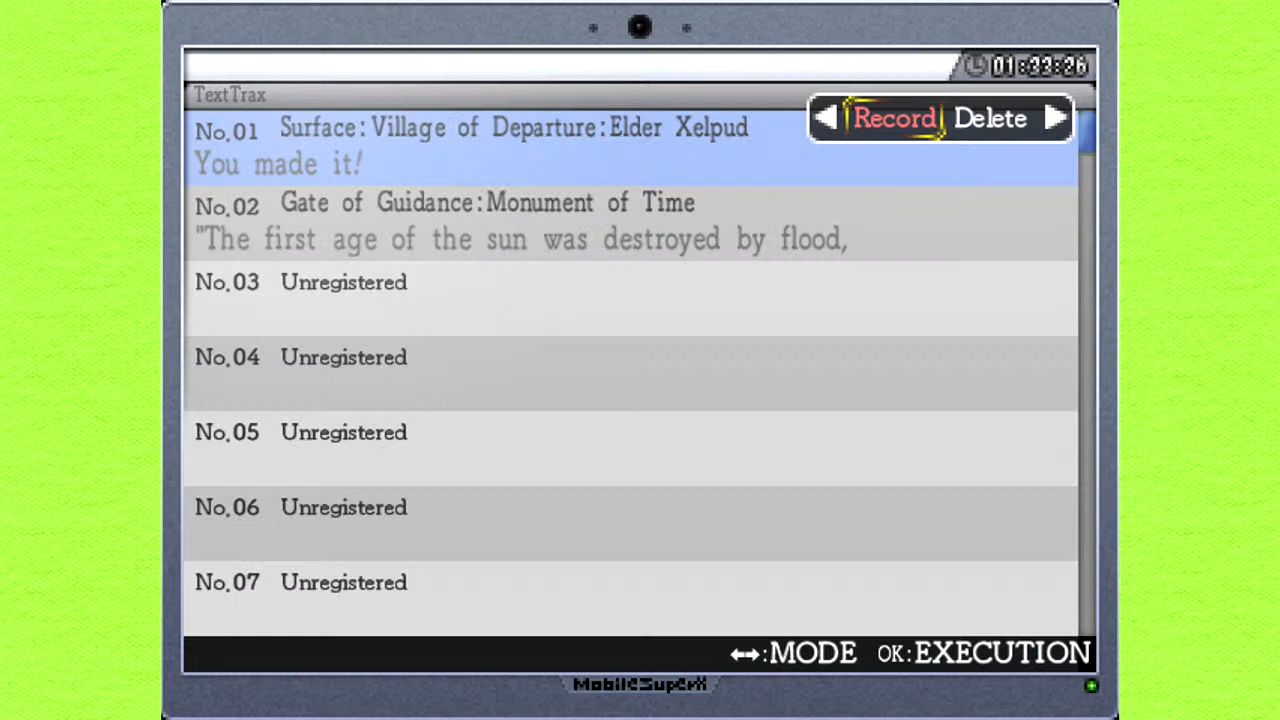 01:22:26
TextTrax
Record Delete
No.01 Surface:Village of Departure:Elder Xelpud
You made it!
No.02 Gate of Guidance:Monument of Time
"The first age of the sun was destroyed by flood,
No.03 Unregistered
No.04 Unregistered
No.05 Unregistered
No.06 Unregistered
No.07 Unregistered
↔:MODE OK:EXECUTION
MobileSuperX